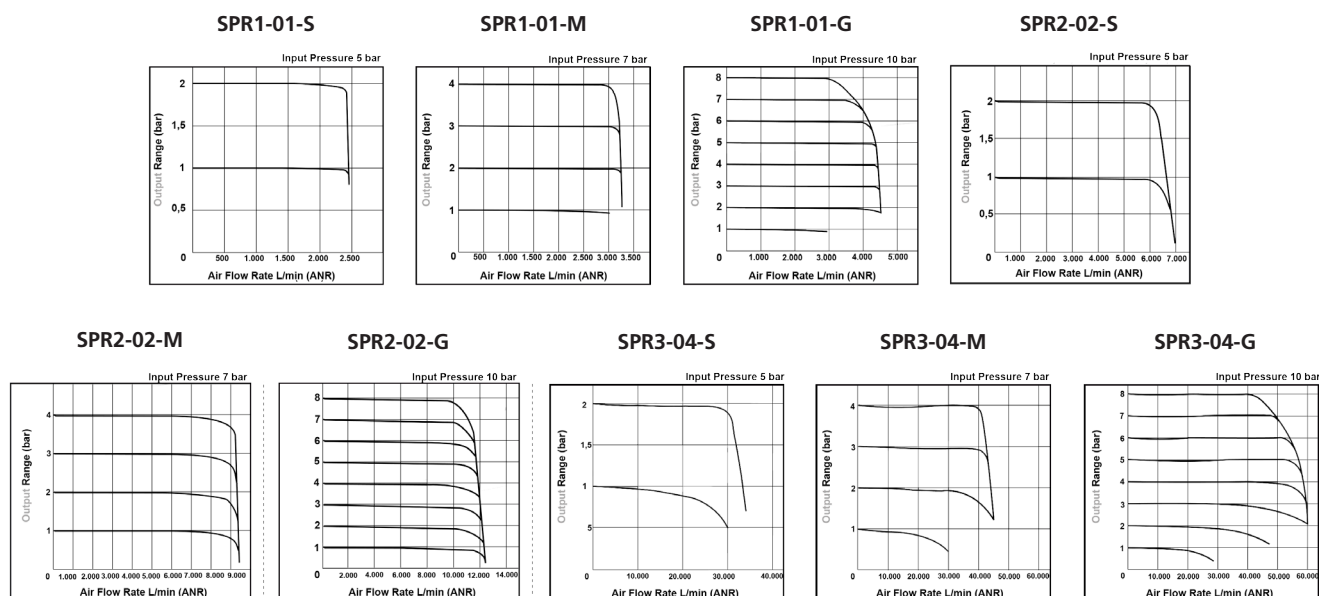 SPR1-01-S
SPR1-01-M
SPR1-01-G
SPR2-02-S
Input Pressure 5 bar
Input Pressure 7 bar
Input Pressure 10 bar
Input Pressure 5 bar
Output Range (bar)
2
1,5
1
0,5
0 500 1.000 1.500 2.000 2.500
Air Flow Rate L/min (ANR)
Output Range (bar)
4
3
2
1
0 500 1.000 1.500 2.000 2.500 3.000 3.500
Air Flow Rate L/min (ANR)
Output Range (bar)
8
7
6
5
4
3
2
1
0 1.000 2.000 3.000 4.000 5.000
Air Flow Rate L/min (ANR)
Output Range (bar)
2
1,5
1
0,5
0 1.000 2.000 3.000 4.000 5.000 6.000 7.000
Air Flow Rate L/min (ANR)
SPR2-02-M
SPR2-02-G
SPR3-04-S
SPR3-04-M
SPR3-04-G
Input Pressure 7 bar
Input Pressure 10 bar
Input Pressure 5 bar
Input Pressure 7 bar
Input Pressure 10 bar
Output Range (bar)
4
3
2
1
0 1.000 2.000 3.000 4.000 5.000 6.000 7.000 8.000 9.000
Air Flow Rate L/min (ANR)
Output Range (bar)
8
7
6
5
4
3
2
1
0 2.000 4.000 6.000 8.000 10.000 12.000 14.000
Air Flow Rate L/min (ANR)
Output Range (bar)
2
1,5
1
5
0 10.000 20.000 30.000 40.000
Air Flow Rate L/min (ANR)
Output Range (bar)
4
3
2
1
0 10.000 20.000 30.000 40.000 50.000 60.000
Air Flow Rate L/min (ANR)
Output Range (bar)
8
7
6
5
4
3
2
1
0 10.000 20.000 30.000 40.000 50.000 60.000
Air Flow Rate L/min (ANR)